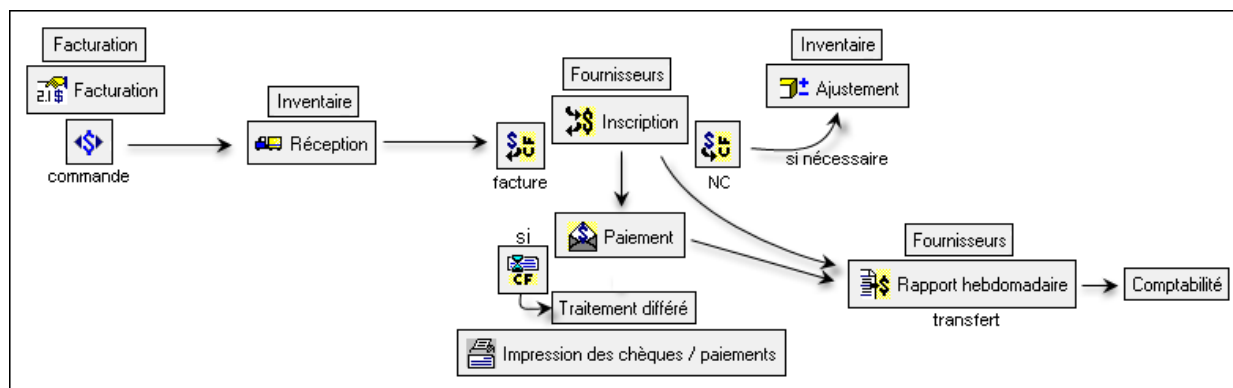 Facturation
Facturation
commande
Inventaire
Réception
Fournisseurs
Inscription
facture
NC
Inventaire
Ajustement
si nécessaire
Paiement
si
CF
Traitement différé
Impression des chèques / paiements
Fournisseurs
Rapport hebdomadaire
transfert
Comptabilité